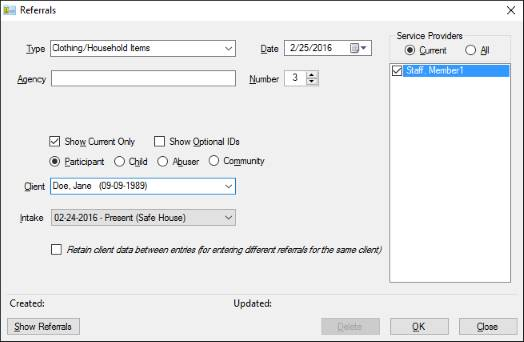 Referrals
Service Providers
Type Clothing/Household Items Date 2/25/2016 Current All
Agency Number 3 Staff, Member1
Show Current Only Show Optional IDs
Participant Child Abuser Community
Client Doe, Jane (09-09-1989)
Intake 02-24-2016 - Present (Safe House)
Retain client data between entries (for entering different referrals for the same client)
Created: Updated:
Show Referrals Delete OK Close